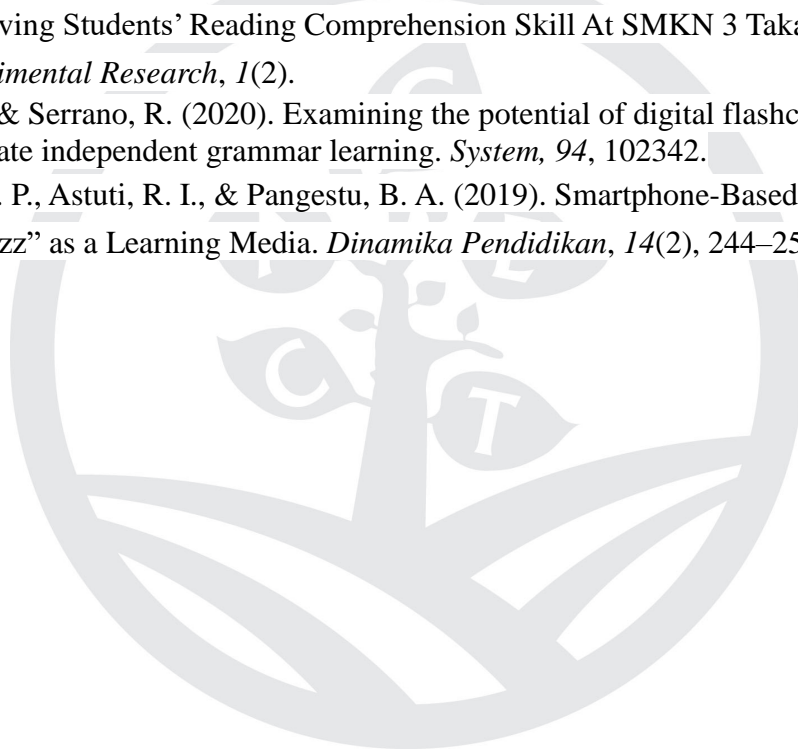 ving Students’ Reading Comprehension Skill At SMKN 3 Taka
imental Research, 1(2).
& Serrano, R. (2020). Examining the potential of digital flashc
ate independent grammar learning. System, 94, 102342.
. P., Astuti, R. I., & Pangestu, B. A. (2019). Smartphone-Based
zz” as a Learning Media. Dinamika Pendidikan, 14(2), 244–25
C
T